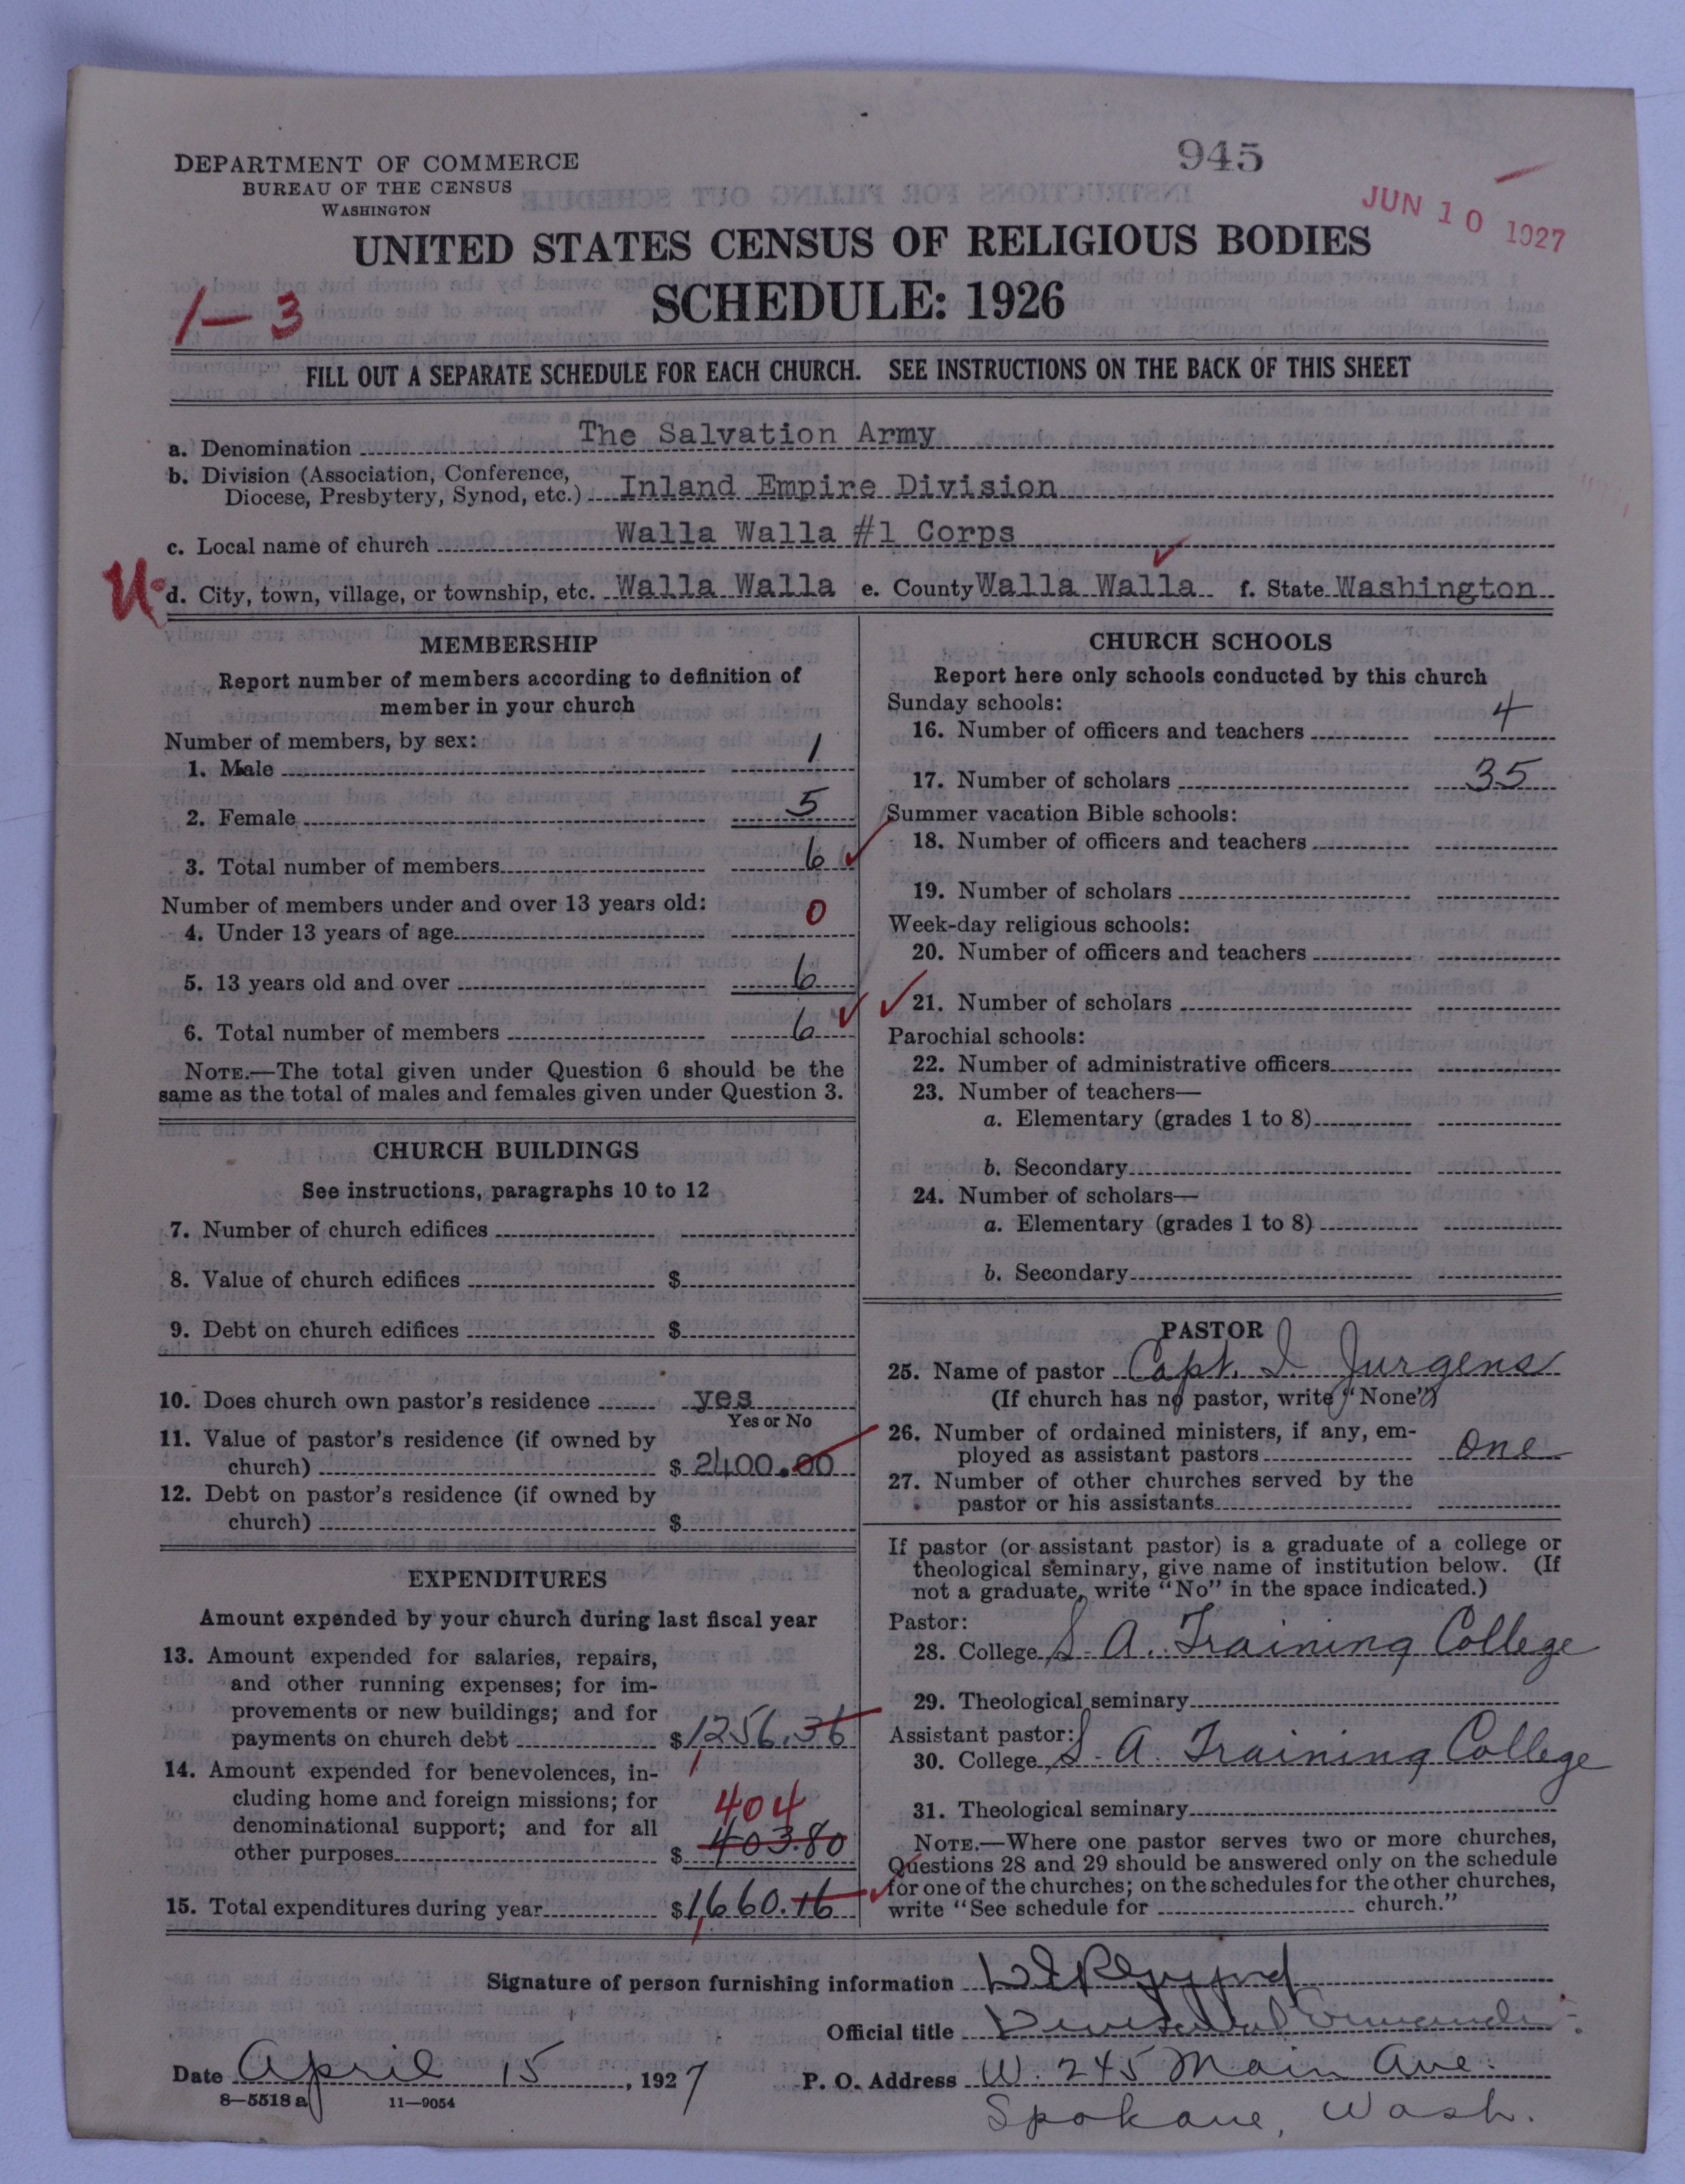 945
DEPARTMENT OF COMMERCE
BUREAU OF THE CENSUS
WASHINGTON
JUN 10 1927
UNITED STATES CENSUS OF RELIGIOUS BODIES
SCHEDULE: 1926
1-3
FILL OUT A SEPARATE SCHEDULE FOR EACH CHURCH. SEE INSTRUCTIONS ON THE BACK OF THIS SHEET
a. Denomination The Salvation Army
b. Division (Association, Conference,
Diocese, Presbytery, Synod, etc.) Inland Empire Division
c. Local name of church Walla Walla #1 Corps
d. City, town, village, or township, etc. Walla Walla e. County Walla Walla f. State Washington
MEMBERSHIP
Report number of members according to definition of
member in your church
Number of members, by sex:
1. Male 1
2. Female 5
3. Total number of members 6
Number of members under and over 13 years old:
4. Under 13 years of age 0
5. 13 years old and over 6
6. Total number of members 6
NOTE.—The total given under Question 6 should be the
same as the total of males and females given under Question 3.
CHURCH BUILDINGS
See instructions, paragraphs 10 to 12
7. Number of church edifices
8. Value of church edifices $
9. Debt on church edifices $
10. Does church own pastor's residence yes
Yes or No
11. Value of pastor's residence (if owned by
church) $ 2400.00
12. Debt on pastor's residence (if owned by
church) $
EXPENDITURES
Amount expended by your church during last fiscal year
13. Amount expended for salaries, repairs,
and other running expenses; for im-
provements or new buildings; and for
payments on church debt $ 1256.36
14. Amount expended for benevolences, in-
cluding home and foreign missions; for
denominational support; and for all
404
other purposes $ 403.80
15. Total expenditures during year $ 1660.16
CHURCH SCHOOLS
Report here only schools conducted by this church
Sunday schools:
16. Number of officers and teachers 4
17. Number of scholars 35
Summer vacation Bible schools:
18. Number of officers and teachers
19. Number of scholars
Week-day religious schools:
20. Number of officers and teachers
21. Number of scholars
Parochial schools:
22. Number of administrative officers
23. Number of teachers—
a. Elementary (grades 1 to 8)
b. Secondary
24. Number of scholars—
a. Elementary (grades 1 to 8)
b. Secondary
PASTOR
25. Name of pastor Capt. I. Jurgens
(If church has no pastor, write "None")
26. Number of ordained ministers, if any, em-
ployed as assistant pastors One
27. Number of other churches served by the
pastor or his assistants
If pastor (or assistant pastor) is a graduate of a college or
theological seminary, give name of institution below. (If
not a graduate, write "No" in the space indicated.)
Pastor:
28. College S. A. Training College
29. Theological seminary
Assistant pastor:
30. College S. A. Training College
31. Theological seminary
NOTE.—Where one pastor serves two or more churches,
Questions 28 and 29 should be answered only on the schedule
for one of the churches; on the schedules for the other churches,
write "See schedule for church."
Signature of person furnishing information
Official title Divisional Commander
Date April 15, 1927 P. O. Address W. 245 Main Ave.
8—5518 a 11—9054
Spokane, Wash.